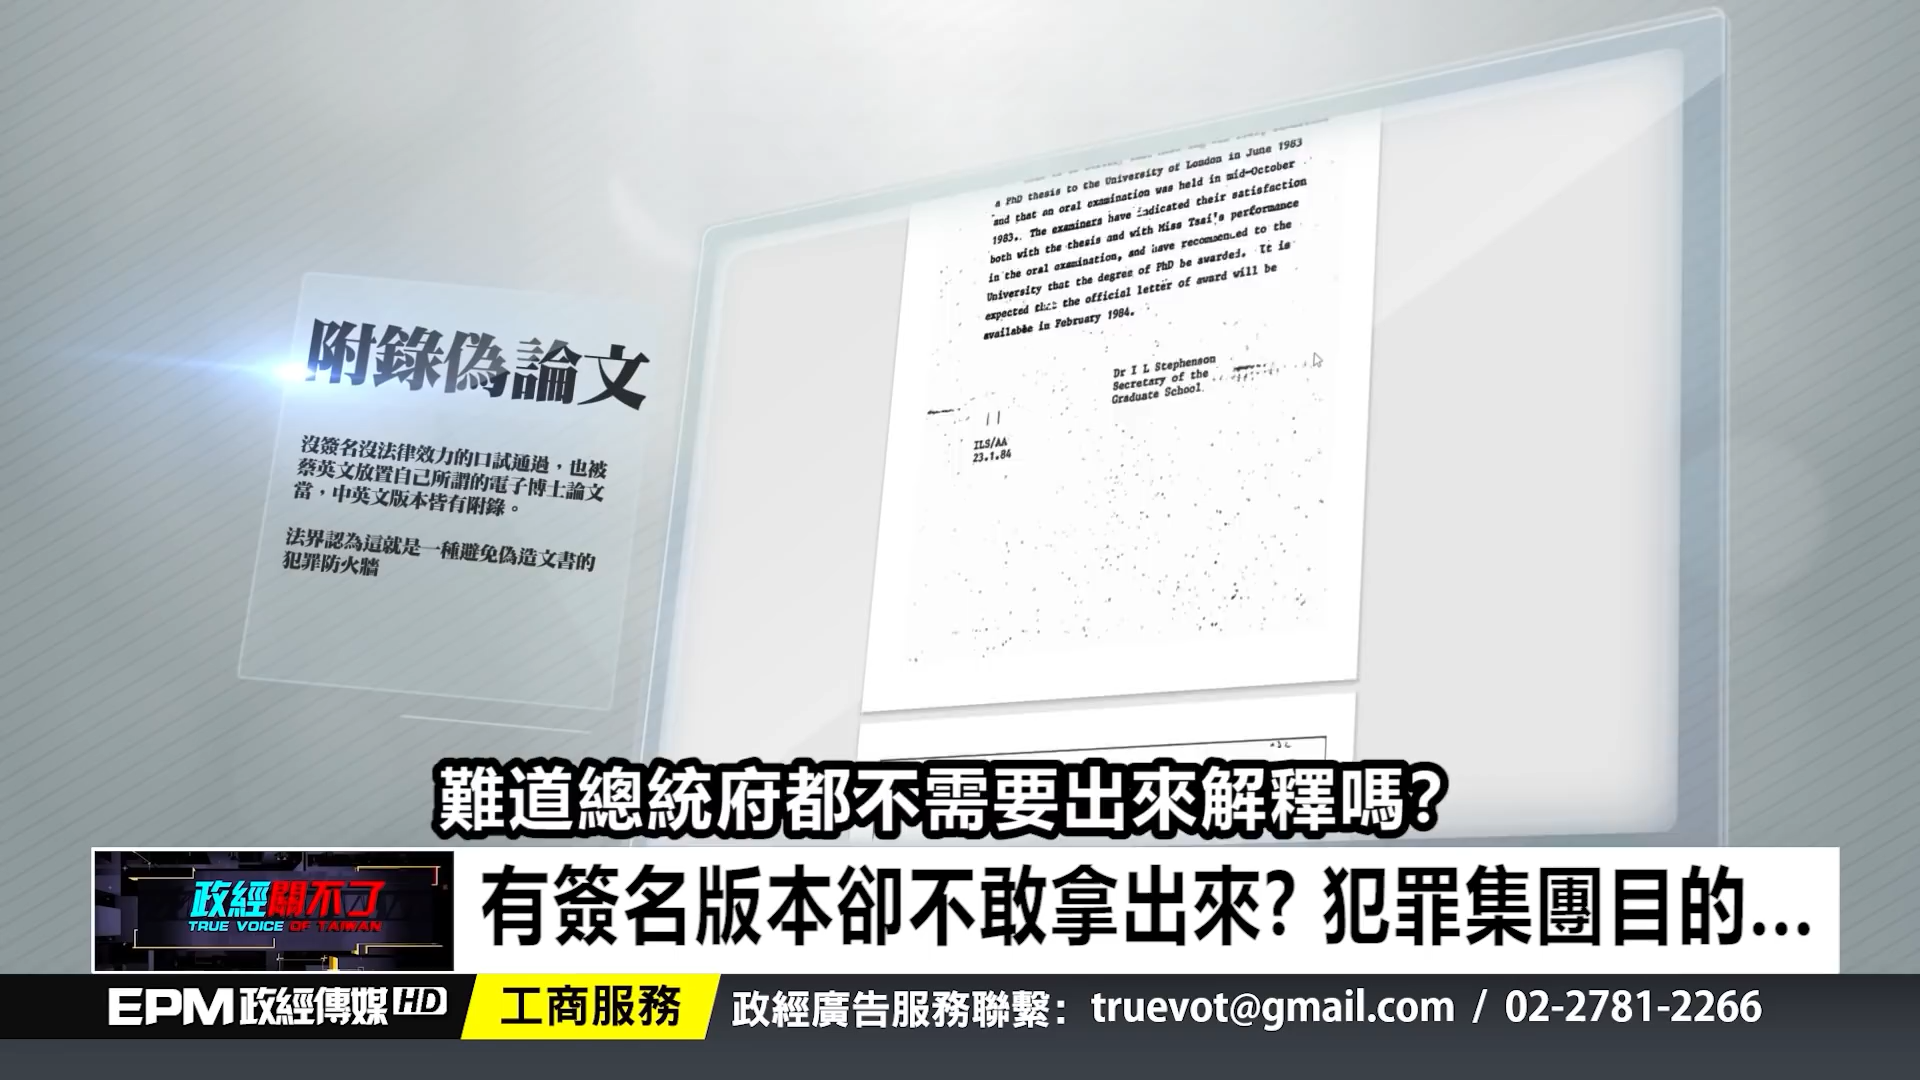 a PhD thesis to the University of London in June 1983
and that an oral examination was held in mid-October
1983. The examiners have indicated their satisfaction
both with the thesis and with Miss Tsai's performance
in the oral examination, and have recommended to the
University that the degree of PhD be awarded. It is
expected that the official letter of award will be
available in February 1984.
Dr I L Stephenson
Secretary of the
Graduate School.
ILS/AA
23.1.84
附錄偽論文
沒簽名沒法律效力的口試通過，也被
蔡英文放置自己所謂的電子博士論文
當，中英文版本皆有附錄。
法界認為這就是一種避免偽造文書的
犯罪防火牆
難道總統府都不需要出來解釋嗎?
政經關不了
TRUE VOICE OF TAIWAN
有簽名版本卻不敢拿出來? 犯罪集團目的...
EPM政經傳媒HD
工商服務
政經廣告服務聯繫：truevot@gmail.com / 02-2781-2266